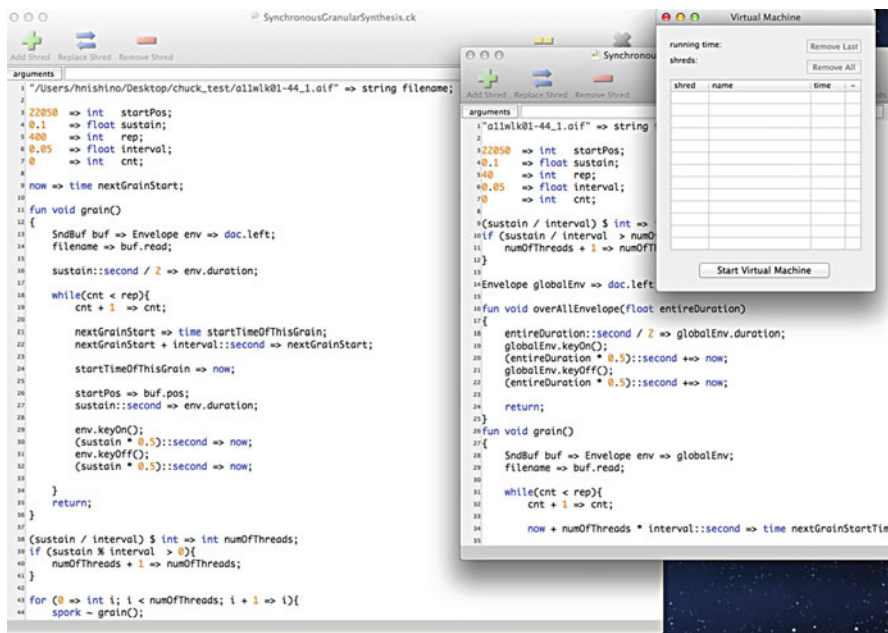 SynchronousGranularSynthesis.ck
Add Shred Replace Shred Remove Shred
arguments
1 "/Users/hnishino/Desktop/chuck_test/a11wlk01-44_1.aif" => string filename;
2
3 22050 => int startPos;
4 0.1 => float sustain;
5 400 => int rep;
6 0.05 => float interval;
7 0 => int cnt;
8
9 now => time nextGrainStart;
10
11 fun void grain()
12 {
13 SndBuf buf => Envelope env => dac.left;
14 filename => buf.read;
15
16 sustain::second / 2 => env.duration;
17
18 while(cnt < rep){
19 cnt + 1 => cnt;
20
21 nextGrainStart => time startTimeOfThisGrain;
22 nextGrainStart + interval::second => nextGrainStart;
23
24 startTimeOfThisGrain => now;
25
26 startPos => buf.pos;
27 sustain::second => env.duration;
28
29 env.keyOn();
30 (sustain * 0.5)::second => now;
31 env.keyOff();
32 (sustain * 0.5)::second => now;
33
34 }
35 return;
36 }
37
38 (sustain / interval) $ int => int numOfThreads;
39 if (sustain % interval > 0){
40 numOfThreads + 1 => numOfThreads;
41 }
42
43 for (0 => int i; i < numOfThreads; i + 1 => i){
44 spork ~ grain();
Synchronou
Add Shred Replace Shred Remove Shred
arguments
1 "a11wlk01-44_1.aif" => string
2
3 22050 => int startPos;
4 0.1 => float sustain;
5 40 => int rep;
6 0.05 => float interval;
7 0 => int cnt;
8
9 (sustain / interval) $ int =>
10 if (sustain / interval > numO
11 numOfThreads + 1 => numOfT
12 }
13
14 Envelope globalEnv => dac.left
15
16 fun void overAllEnvelope(float entireDuration)
17 {
18 entireDuration::second / 2 => globalEnv.duration;
19 globalEnv.keyOn();
20 (entireDuration * 0.5)::second +=> now;
21 globalEnv.keyOff();
22 (entireDuration * 0.5)::second +=> now;
23
24 return;
25 }
26 fun void grain()
27 {
28 SndBuf buf => Envelope env => globalEnv;
29 filename => buf.read;
30
31 while(cnt < rep){
32 cnt + 1 => cnt;
33
34 now + numOfThreads * interval::second => time nextGrainStartTim
35
Virtual Machine
running time:
Remove Last
shreds:
Remove All
shred name time -
Start Virtual Machine